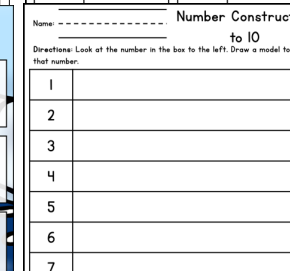 Number Construct
Name:
to 10
Directions: Look at the number in the box to the left. Draw a model to
that number.
1
2
3
4
5
6
7